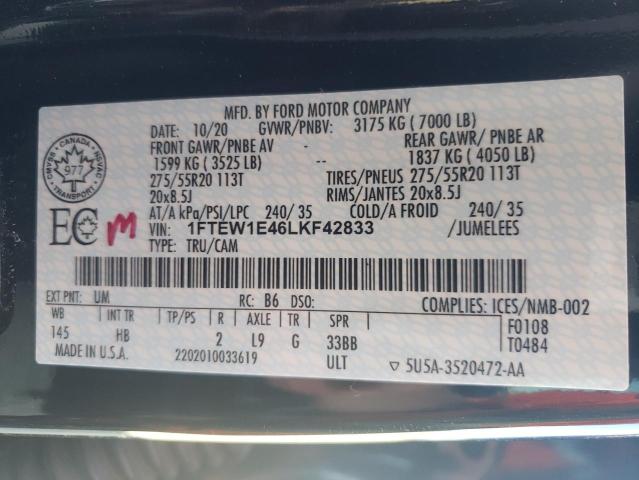 MFD. BY FORD MOTOR COMPANY
DATE: 10/20 GVWR/PNBV: 3175 KG ( 7000 LB)
FRONT GAWR/PNBE AV REAR GAWR/ PNBE AR
1599 KG ( 3525 LB) -- 1837 KG ( 4050 LB)
275/55R20 113T TIRES/PNEUS 275/55R20 113T
20x8.5J RIMS/JANTES 20x8.5J
AT/A kPa/PSI/LPC 240/ 35 COLD/A FROID 240/ 35
VIN: 1FTEW1E46LKF42833 /JUMELEES
TYPE: TRU/CAM
CMVSS CANADA NSVAC
977
TRANSPORT
EC M
EXT PNT: UM RC: B6 DSO: COMPLIES: ICES/NMB-002
WB INT TR TP/PS R AXLE TR SPR F0108
145 HB 2 L9 G 33BB T0484
MADE IN U.S.A. 2202010033619 ULT ▽ 5U5A-3520472-AA